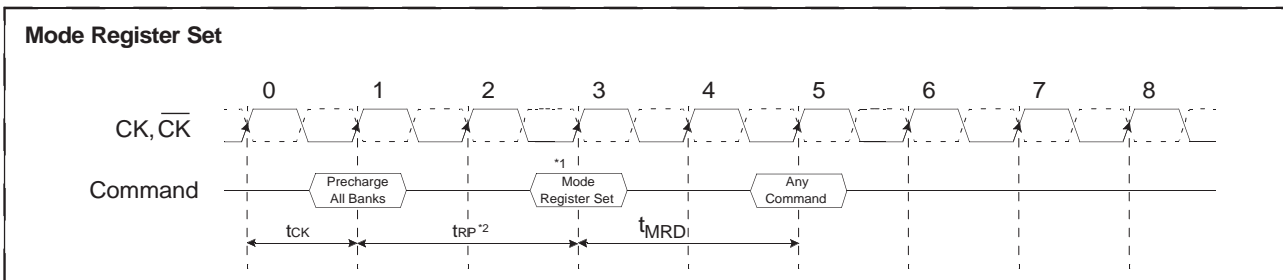 Mode Register Set
0 1 2 3 4 5 6 7 8
CK, CK
*1
Command
Precharge
All Banks
Mode
Register Set
Any
Command
tCK
tRP*2
tMRD